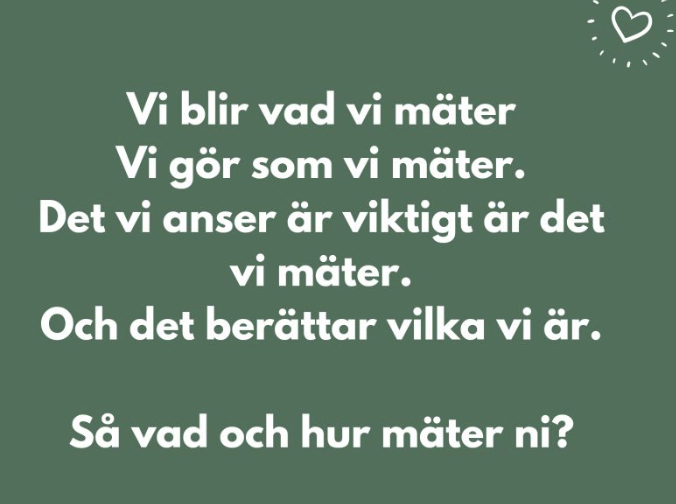 Vi blir vad vi mäter
Vi gör som vi mäter.
Det vi anser är viktigt är det
vi mäter.
Och det berättar vilka vi är.
Så vad och hur mäter ni?